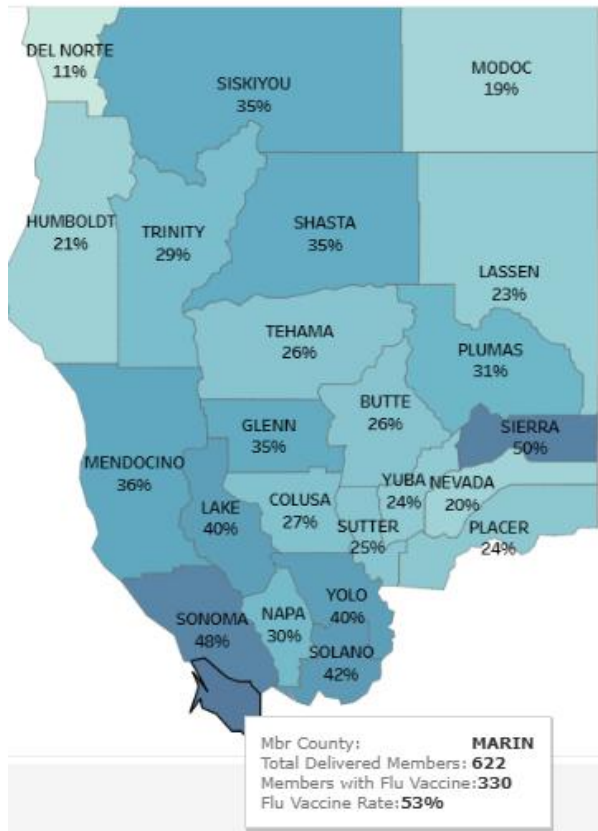 DEL NORTE
11%
SISKIYOU
35%
MODOC
19%
HUMBOLDT
21%
TRINITY
29%
SHASTA
35%
LASSEN
23%
TEHAMA
26%
PLUMAS
31%
BUTTE
26%
SIERRA
50%
GLENN
35%
MENDOCINO
36%
LAKE
40%
COLUSA
27%
YUBA
24%
NEVADA
20%
SUTTER
25%
PLACER
24%
SONOMA
48%
NAPA
30%
YOLO
40%
SOLANO
42%
Mbr County: MARIN
Total Delivered Members: 622
Members with Flu Vaccine: 330
Flu Vaccine Rate: 53%